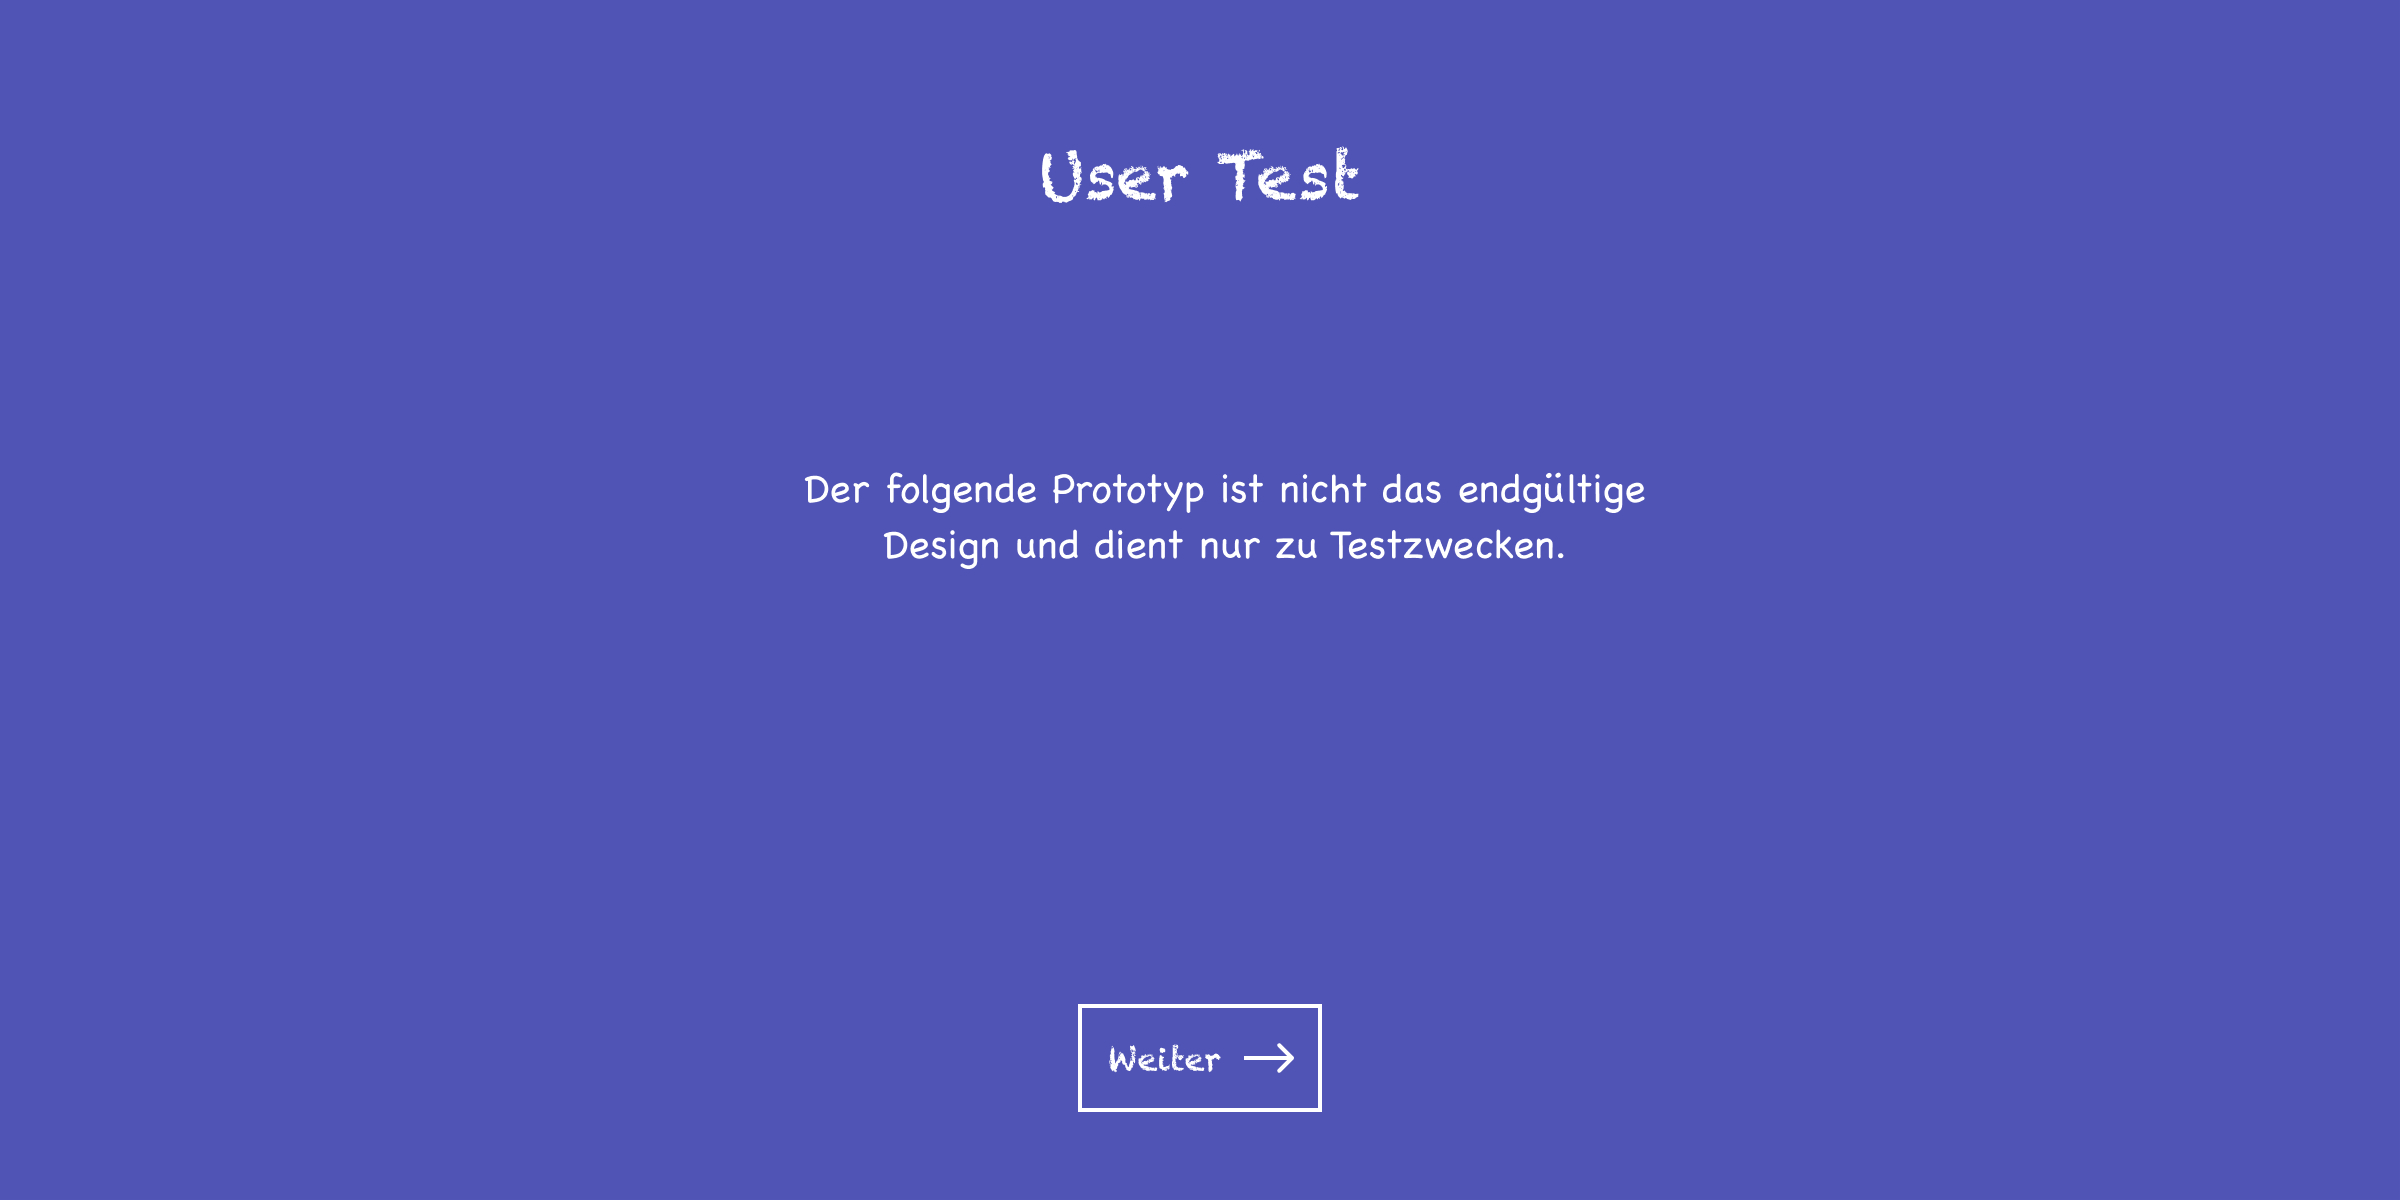 User Test
Der folgende Prototyp ist nicht das endgültige
Design und dient nur zu Testzwecken.
Weiter